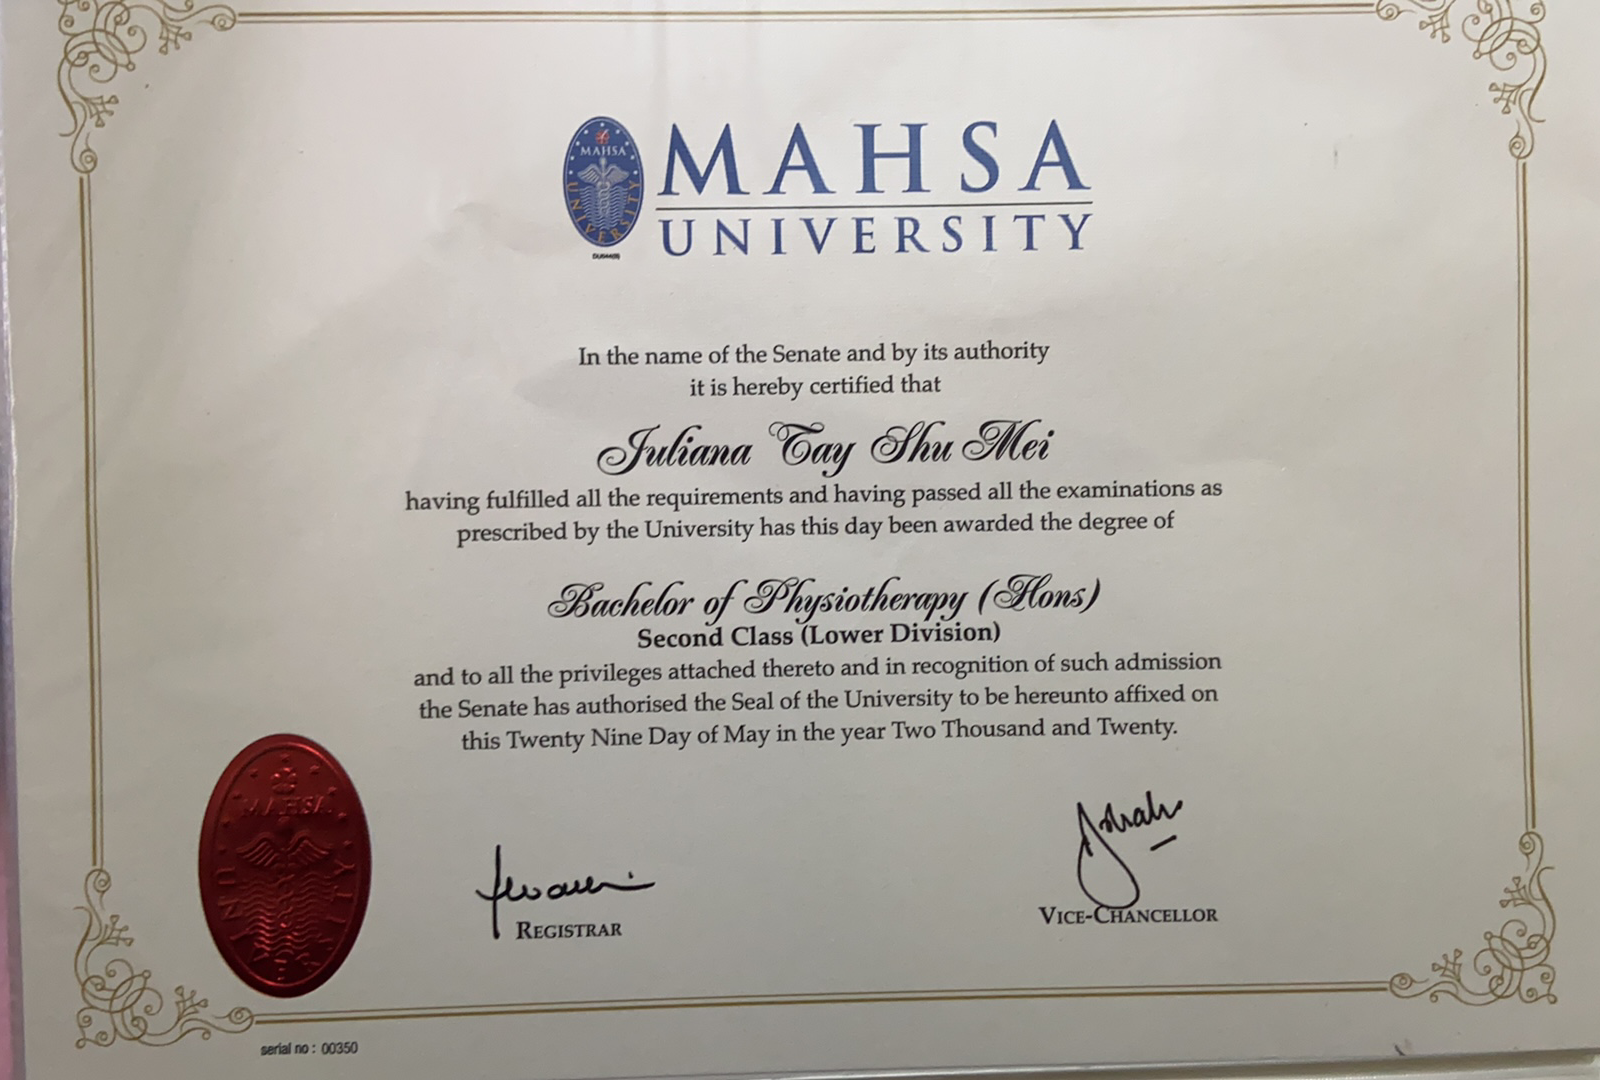 MAHSA
UNIVERSITY
MAHSA
UNIVERSITY
In the name of the Senate and by its authority
it is hereby certified that
Juliana Tay Shu Mei
having fulfilled all the requirements and having passed all the examinations as
prescribed by the University has this day been awarded the degree of
Bachelor of Physiotherapy (Hons)
Second Class (Lower Division)
and to all the privileges attached thereto and in recognition of such admission
the Senate has authorised the Seal of the University to be hereunto affixed on
this Twenty Nine Day of May in the year Two Thousand and Twenty.
MAHSA
UNIVERSITY
REGISTRAR
VICE-CHANCELLOR
serial no : 00350